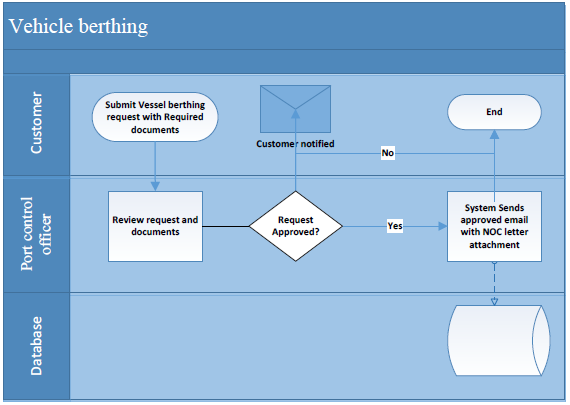 Vehicle berthing
Customer
Submit Vessel berthing
request with Required
documents
Customer notified
End
No
Port control
officer
Review request and
documents
Request
Approved?
Yes
System Sends
approved email
with NOC letter
attachment
Database